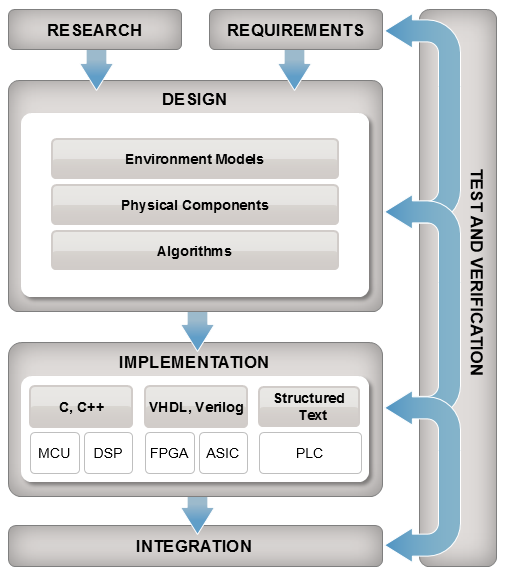 RESEARCH
REQUIREMENTS
DESIGN
Environment Models
Physical Components
Algorithms
IMPLEMENTATION
C, C++
VHDL, Verilog
Structured
Text
MCU
DSP
FPGA
ASIC
PLC
INTEGRATION
TEST AND VERIFICATION